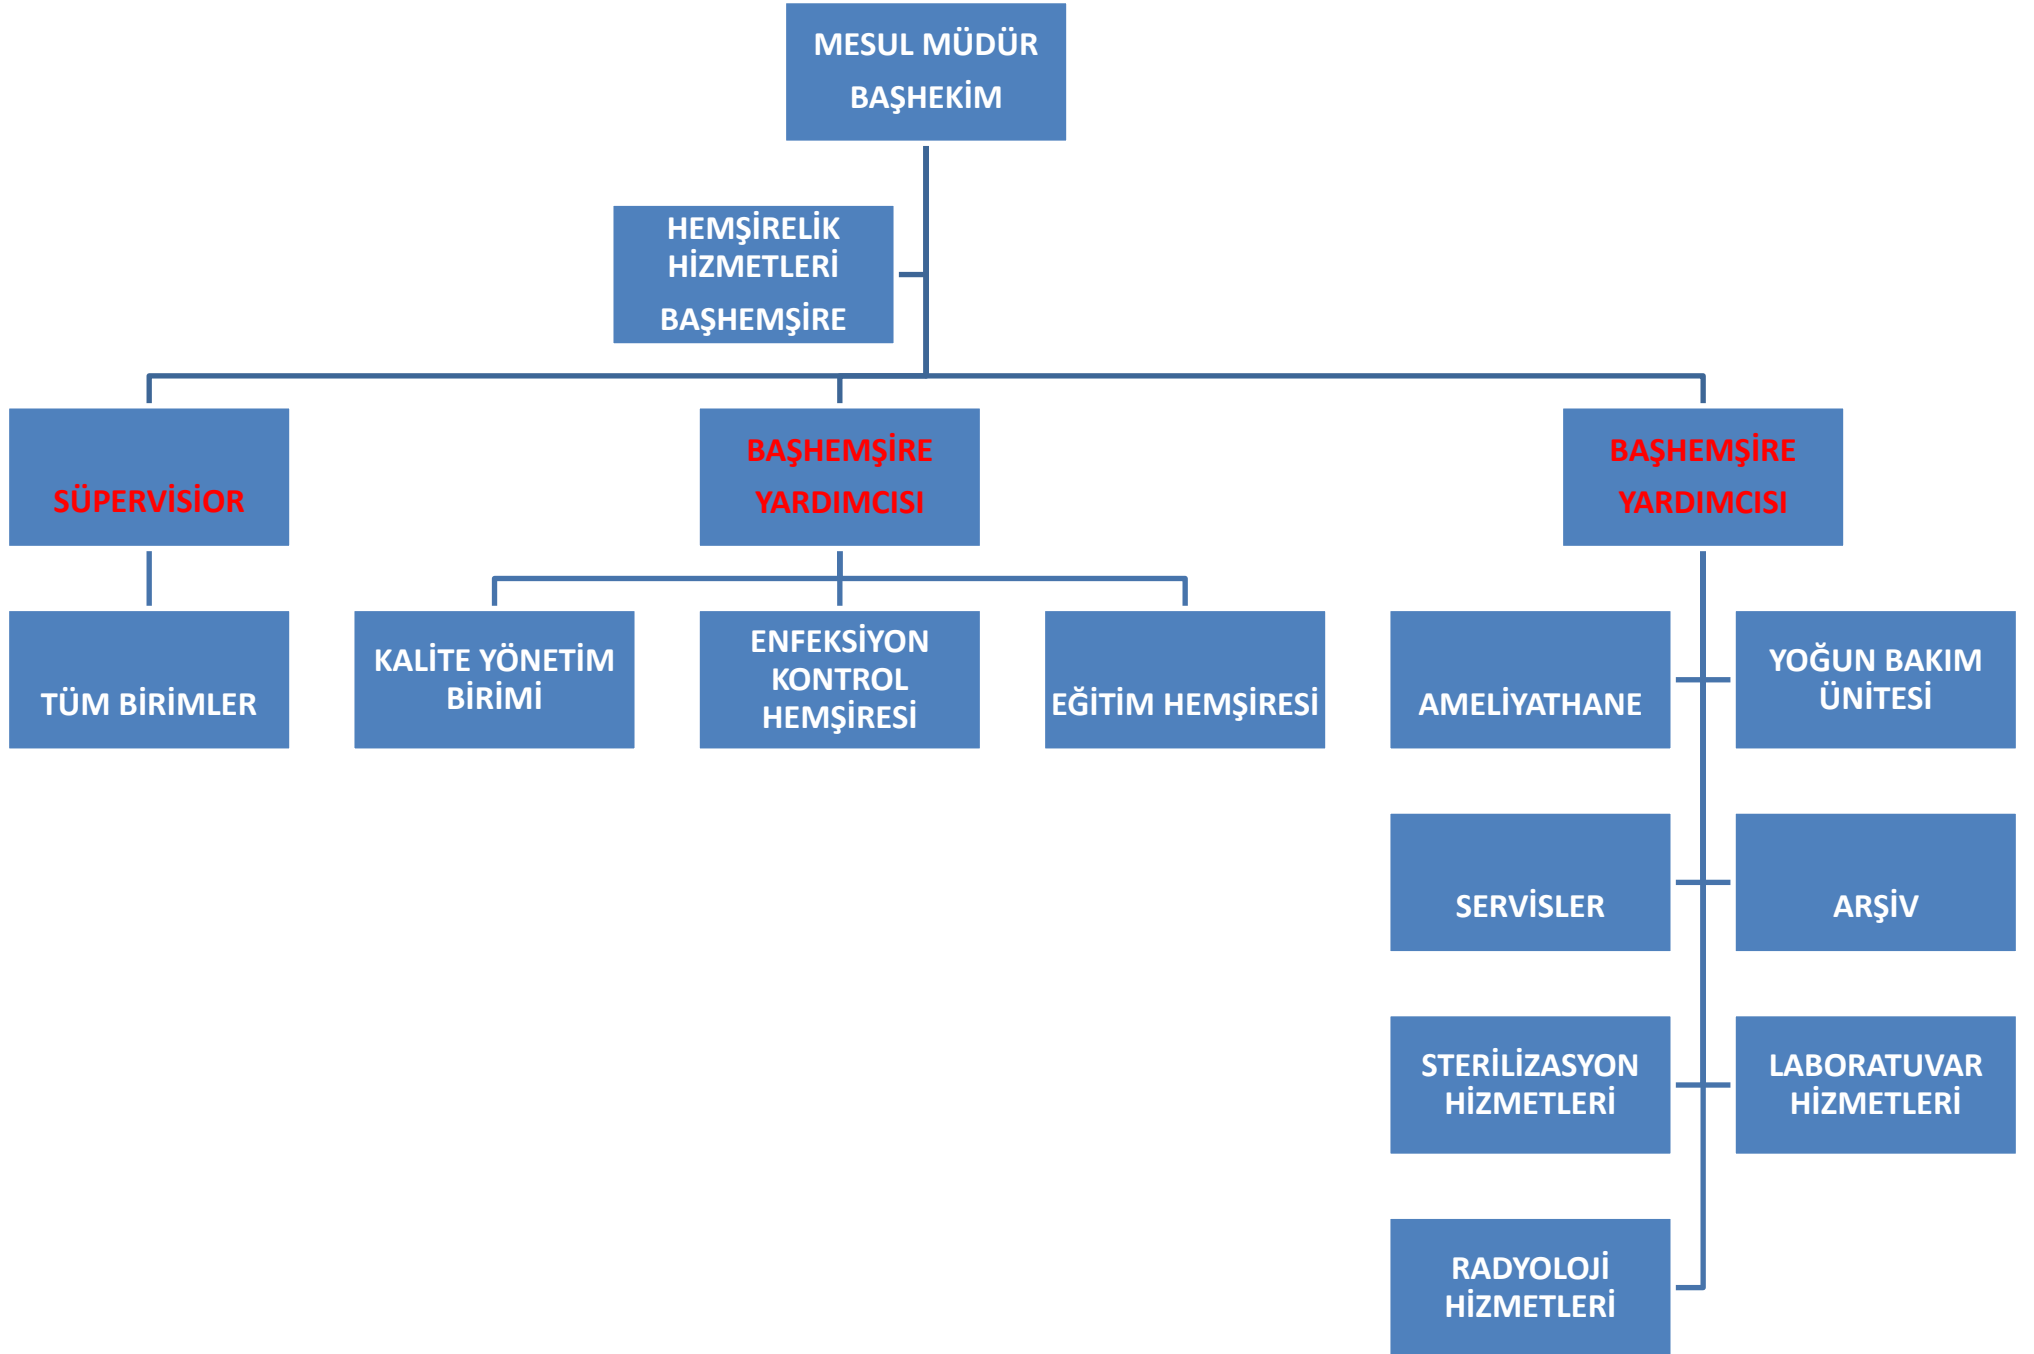 MESUL MÜDÜR
BAŞHEKİM
HEMŞİRELİK
HİZMETLERİ
BAŞHEMŞİRE
SÜPERVİSİOR
BAŞHEMŞİRE
YARDIMCISI
BAŞHEMŞİRE
YARDIMCISI
TÜM BİRİMLER
KALİTE YÖNETİM
BİRİMİ
ENFEKSİYON
KONTROL
HEMŞİRESİ
EĞİTİM HEMŞİRESİ
AMELİYATHANE
YOĞUN BAKIM
ÜNİTESİ
SERVİSLER
ARŞİV
STERİLİZASYON
HİZMETLERİ
LABORATUVAR
HİZMETLERİ
RADYOLOJİ
HİZMETLERİ